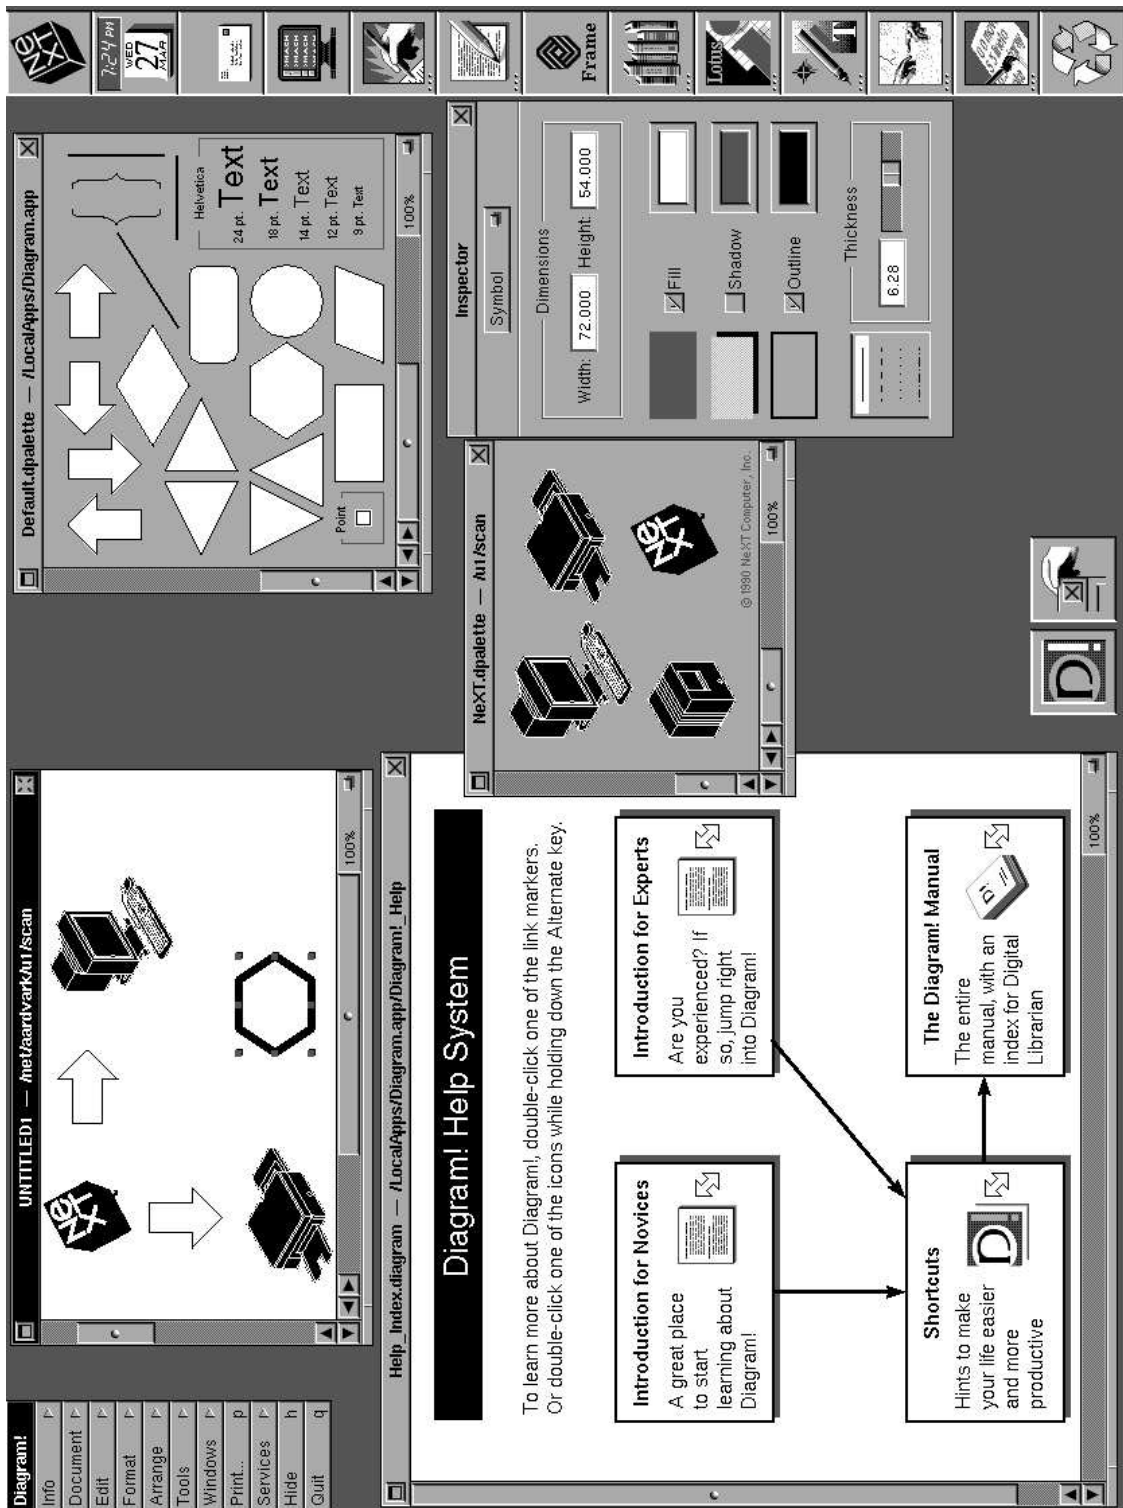 Diagram!
Info
Document
Edit
Format
Arrange
Tools
Windows
Print... p
Services
Hide h
Quit q
UNTITLED1 — /net/aardvark/u1/scan
NeXT
100%
Default.dpalette — /LocalApps/Diagram.app
Point
Helvetica
24 pt. Text
18 pt. Text
14 pt. Text
12 pt. Text
9 pt. Text
100%
NeXT
7:24 PM
WED
27
MAR
Frame
Lotus
Help_Index.diagram — /LocalApps/Diagram.app/Diagram!_Help
Diagram! Help System
To learn more about Diagram!, double-click one of the link markers.
Or double-click one of the icons while holding down the Alternate key.
Introduction for Novices
A great place
to start
learning about
Diagram!
Introduction for Experts
Are you
experienced? If
so, jump right
into Diagram!
Shortcuts
Hints to make
your life easier
and more
productive
D
The Diagram! Manual
The entire
manual, with an
index for Digital
Librarian
D!
100%
NeXT.dpalette — /u1/scan
NeXT
© 1990 NeXT Computer, Inc.
100%
Inspector
Symbol
Dimensions
Width: 72.000 Height: 54.000
Fill
Shadow
Outline
Thickness
6.28
D!